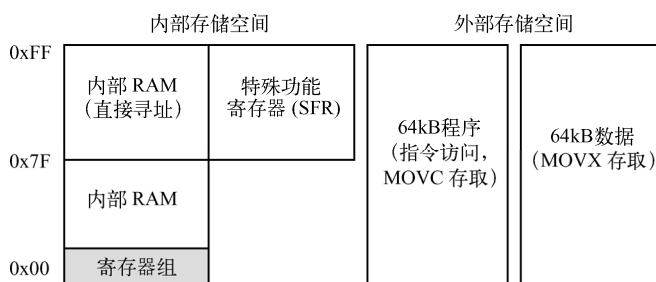 内部存储空间
外部存储空间
0xFF
内部 RAM
(直接寻址)
特殊功能
寄存器 (SFR)
64kB程序
(指令访问，
MOVC 存取)
64kB数据
(MOVX 存取)
0x7F
内部 RAM
0x00
寄存器组